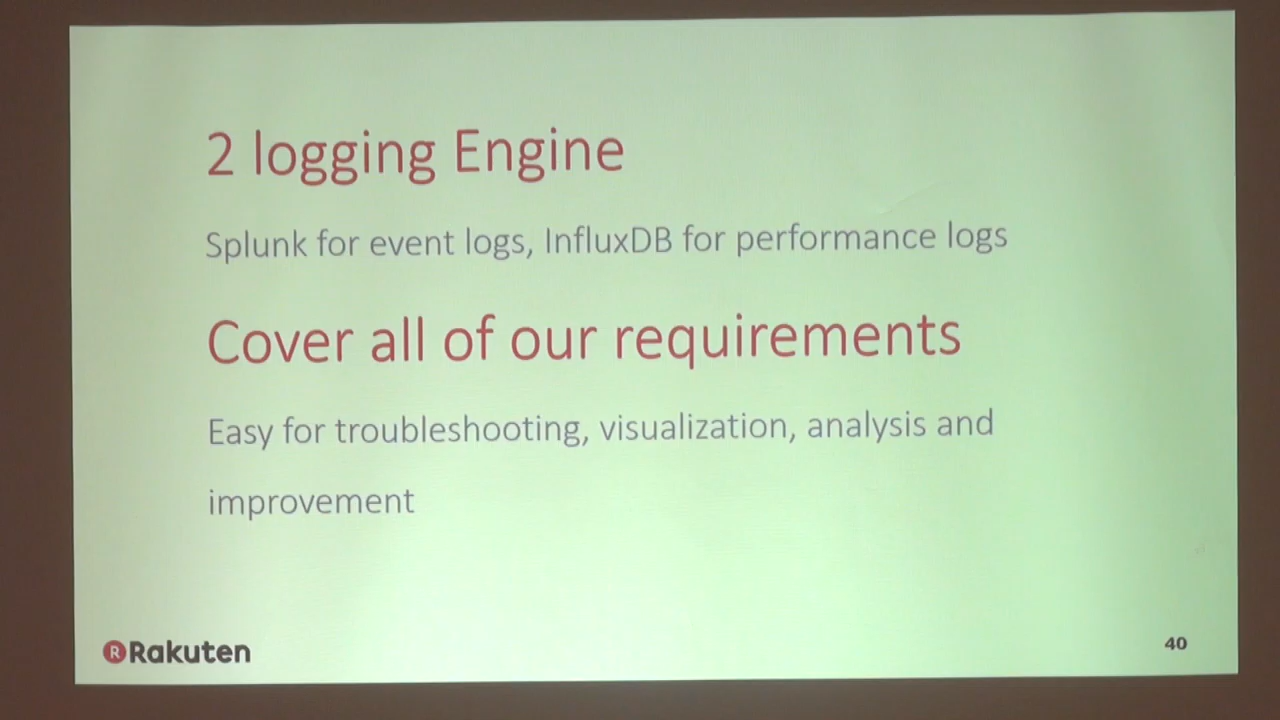 2 logging Engine
Splunk for event logs, InfluxDB for performance logs
Cover all of our requirements
Easy for troubleshooting, visualization, analysis and
improvement
R Rakuten
40